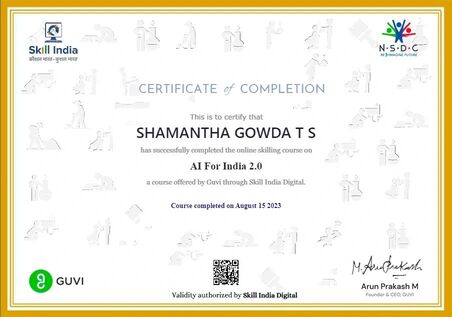 Skill India
कौशल भारत - कुशल भारत
N·S·D·C
RE IMAGINE FUTURE
CERTIFICATE of COMPLETION
This is to certify that
SHAMANTHA GOWDA T S
has successfully completed the online skilling course on
AI For India 2.0
a course offered by Guvi through Skill India Digital.
Course completed on August 15 2023
GUVI
M. Arun Prakash
Arun Prakash M
Founder & CEO, GUVI
Validity authorized by Skill India Digital